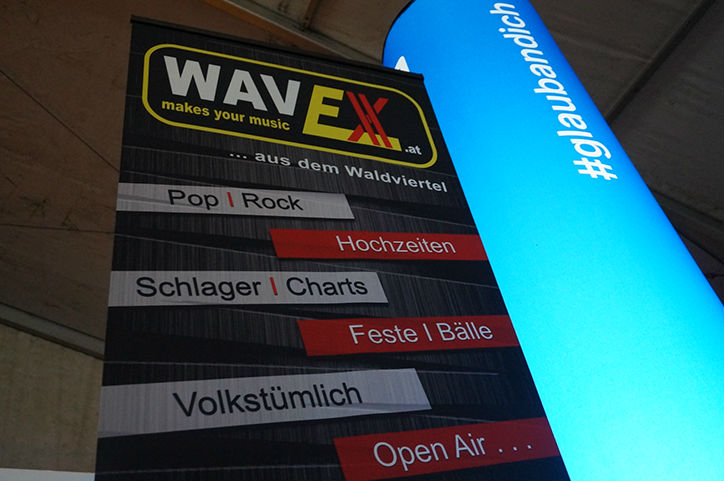 WAVEX
makes your music
.at
... aus dem Waldviertel
Pop | Rock
Hochzeiten
Schlager | Charts
Feste | Bälle
Volkstümlich
Open Air . . .
#glaubandich